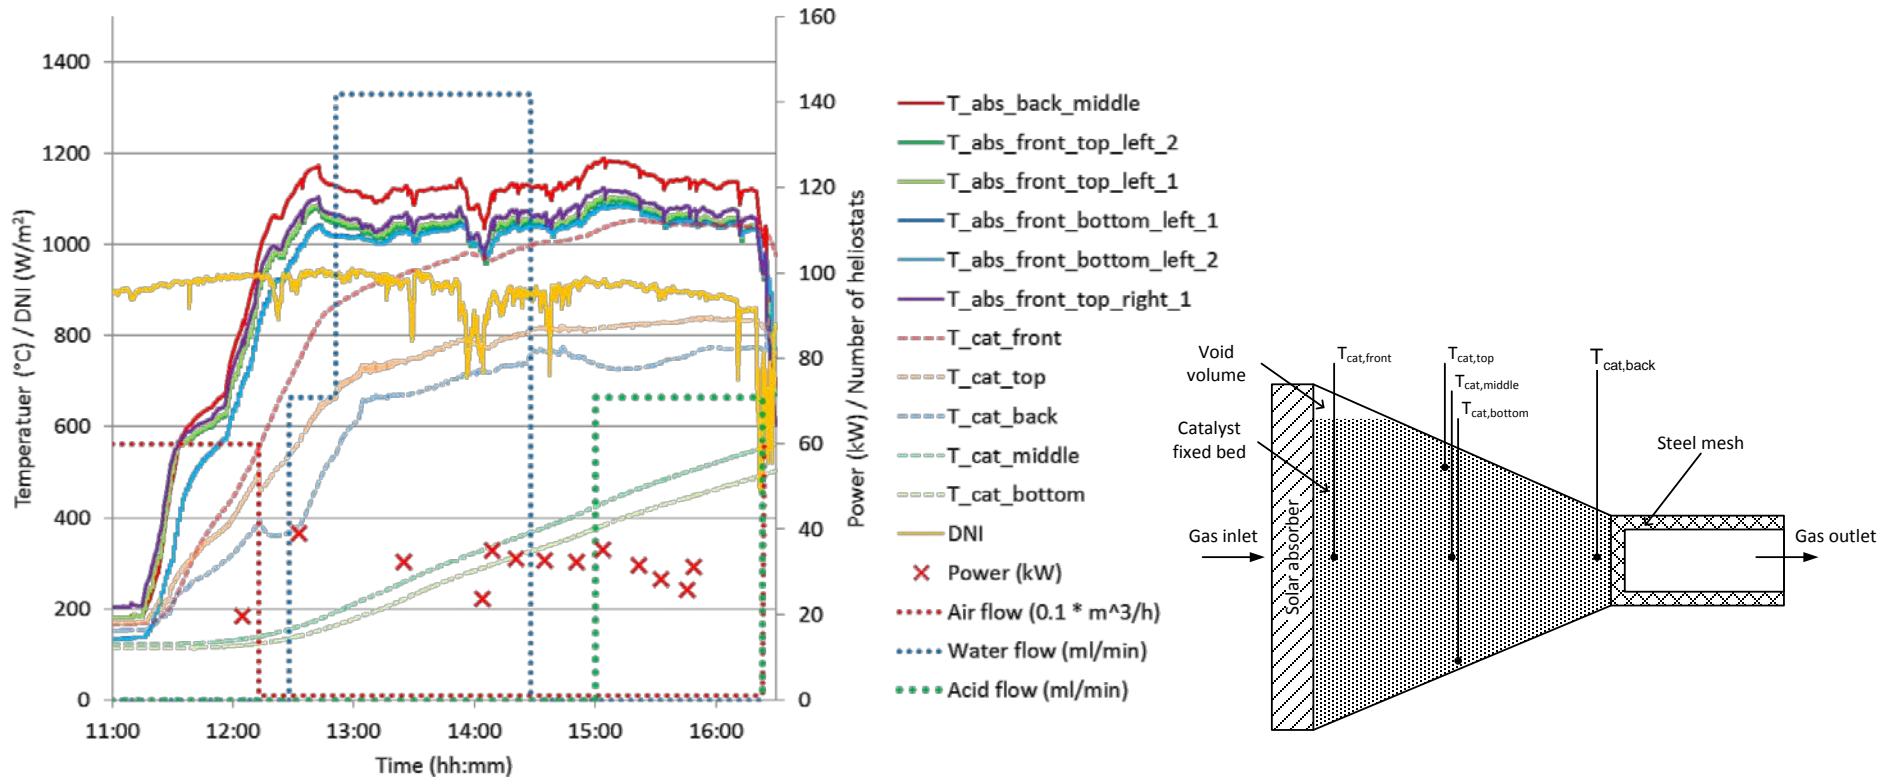 1400
1200
1000
800
600
400
200
0
Temperatuer (°C) / DNI (W/m²)
11:00
12:00
13:00
14:00
15:00
16:00
Time (hh:mm)
160
140
120
100
80
60
40
20
0
Power (kW) / Number of heliostats
T_abs_back_middle
T_abs_front_top_left_2
T_abs_front_top_left_1
T_abs_front_bottom_left_1
T_abs_front_bottom_left_2
T_abs_front_top_right_1
T_cat_front
T_cat_top
T_cat_back
T_cat_middle
T_cat_bottom
DNI
Power (kW)
Air flow (0.1 * m^3/h)
Water flow (ml/min)
Acid flow (ml/min)
Void
volume
Tcat,front
Tcat,top
Tcat,middle
Tcat,bottom
Tcat,back
Catalyst
fixed bed
Steel mesh
Gas inlet
Solar absorber
Gas outlet